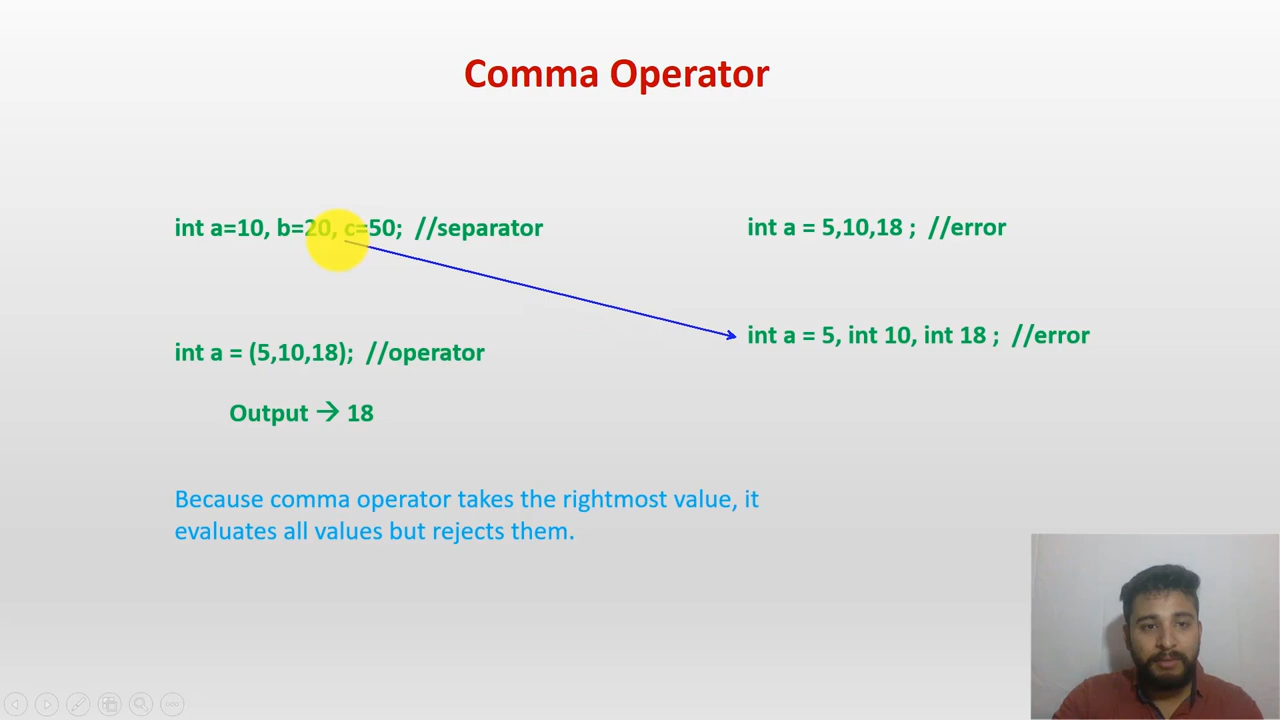 Comma Operator
int a=10, b=20, c=50; //separator
int a = (5,10,18); //operator
Output → 18
Because comma operator takes the rightmost value, it
evaluates all values but rejects them.
int a = 5,10,18 ; //error
int a = 5, int 10, int 18 ; //error